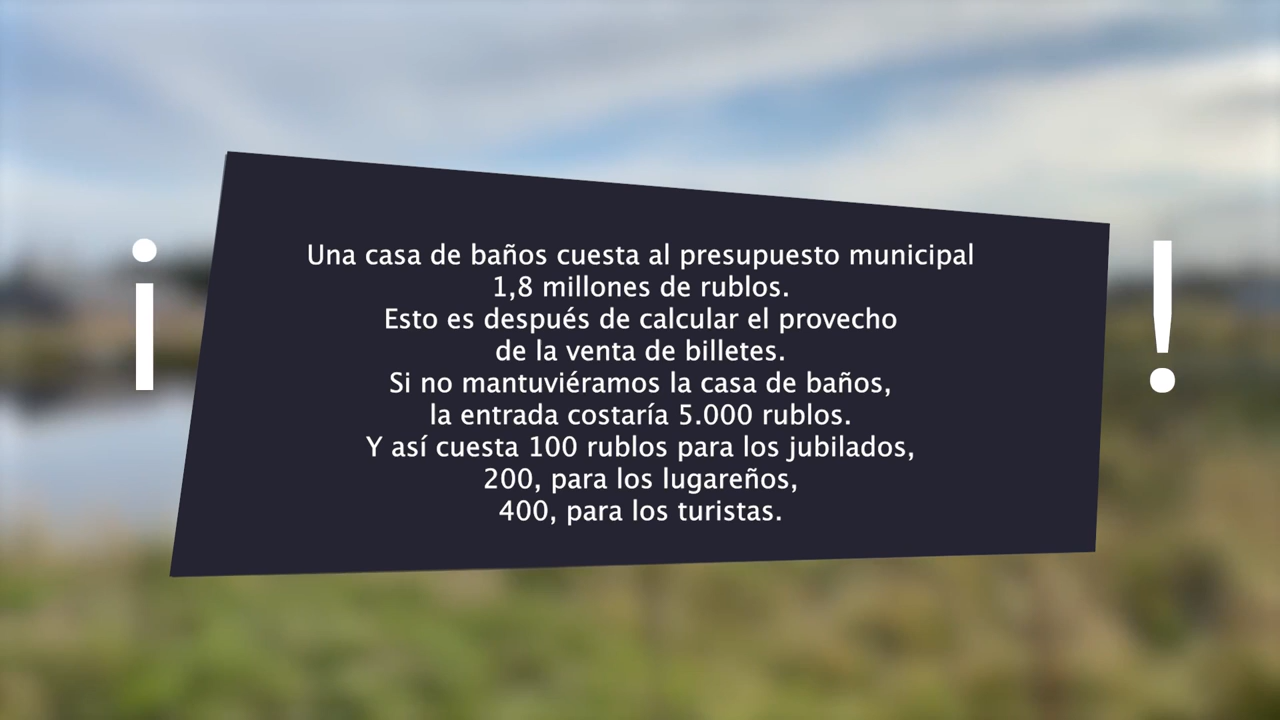 ¡
Una casa de baños cuesta al presupuesto municipal
1,8 millones de rublos.
Esto es después de calcular el provecho
de la venta de billetes.
Si no mantuviéramos la casa de baños,
la entrada costaría 5.000 rublos.
Y así cuesta 100 rublos para los jubilados,
200, para los lugareños,
400, para los turistas.
!